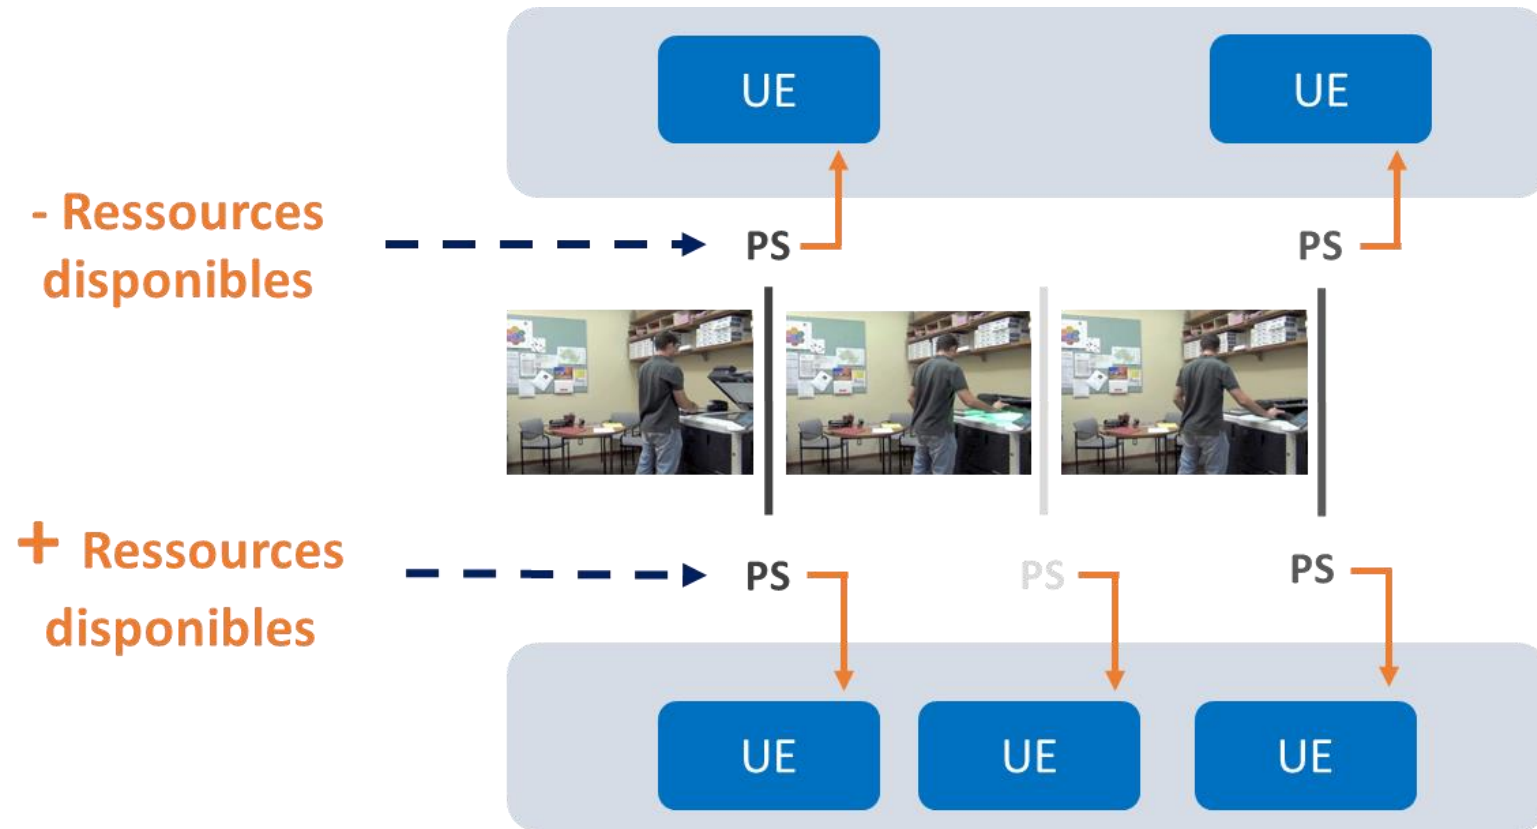 UE
UE
- Ressources
disponibles
PS
PS
+ Ressources
disponibles
PS
PS
PS
UE
UE
UE